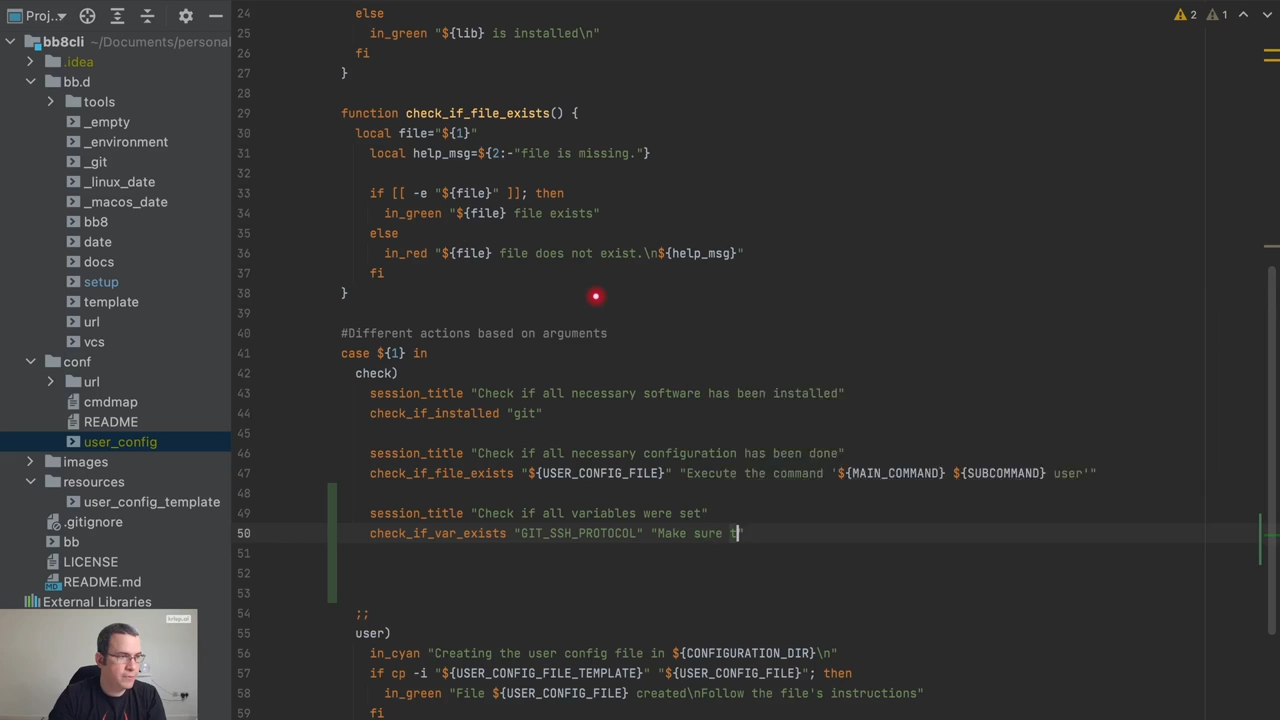 Proj...
bb8cli ~/Documents/personal
.idea
bb.d
tools
_empty
_environment
_git
_linux_date
_macos_date
bb8
date
docs
setup
template
url
vcs
conf
url
cmdmap
README
user_config
images
resources
user_config_template
.gitignore
bb
LICENSE
README.md
External Libraries
2 1
24 else
25 in_green "${lib} is installed\n"
26 fi
27 }
28
29 function check_if_file_exists() {
30 local file="${1}"
31 local help_msg=${2:-"file is missing."}
32
33 if [[ -e "${file}" ]]; then
34 in_green "${file} file exists"
35 else
36 in_red "${file} file does not exist.\n${help_msg}"
37 fi
38 }
39
40 #Different actions based on arguments
41 case ${1} in
42 check)
43 session_title "Check if all necessary software has been installed"
44 check_if_installed "git"
45
46 session_title "Check if all necessary configuration has been done"
47 check_if_file_exists "${USER_CONFIG_FILE}" "Execute the command '${MAIN_COMMAND} ${SUBCOMMAND} user'"
48
49 session_title "Check if all variables were set"
50 check_if_var_exists "GIT_SSH_PROTOCOL" "Make sure t"
51
52
53
54 ;;
55 user)
56 in_cyan "Creating the user config file in ${CONFIGURATION_DIR}\n"
57 if cp -i "${USER_CONFIG_FILE_TEMPLATE}" "${USER_CONFIG_FILE}"; then
58 in_green "File ${USER_CONFIG_FILE} created\nFollow the file's instructions"
59 fi